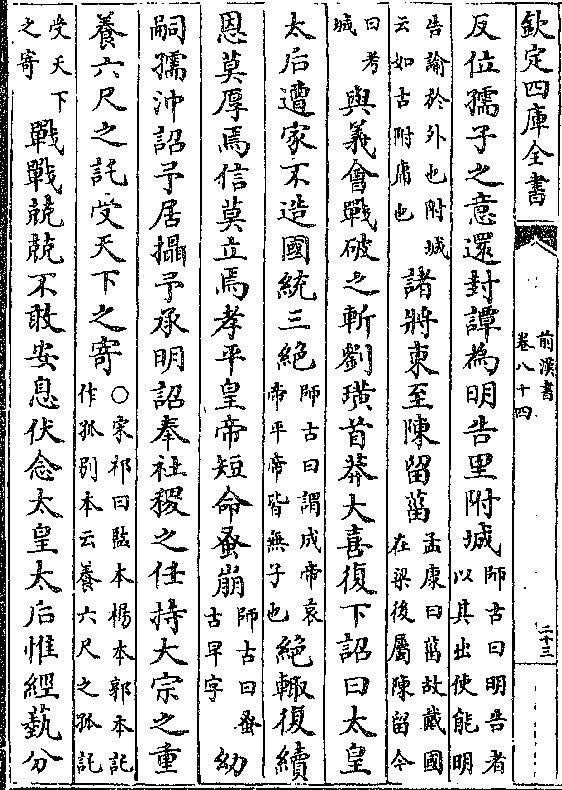 欽定四庫全書
前漢書
卷八十四
二十三
反位孺子之意還封譚為明告里附城師古曰明告者
以其出使能明
告諭於外也附城
云如古附庸也
諸將東至陳留菑孟康曰菑故戴國
在梁後屬陳留今
曰考
城
與義會戰破之斬劉璜首莽大喜復下詔曰太皇
太后遭家不造國統三絕師古曰謂成帝哀
帝平帝皆無子也
絕輒復續
恩莫厚焉信莫立焉孝平皇帝短命蚤崩師古曰蚤
古早字
幼
嗣孺沖詔予居攝予承明詔奉社稷之任持大宗之重
養六尺之託受天下之寄○宋祁曰監本楊本郭本託
作孤別本云養六尺之孤託
受天下
之寄
戰戰兢兢不敢安息伏念太皇太后惟經藝分